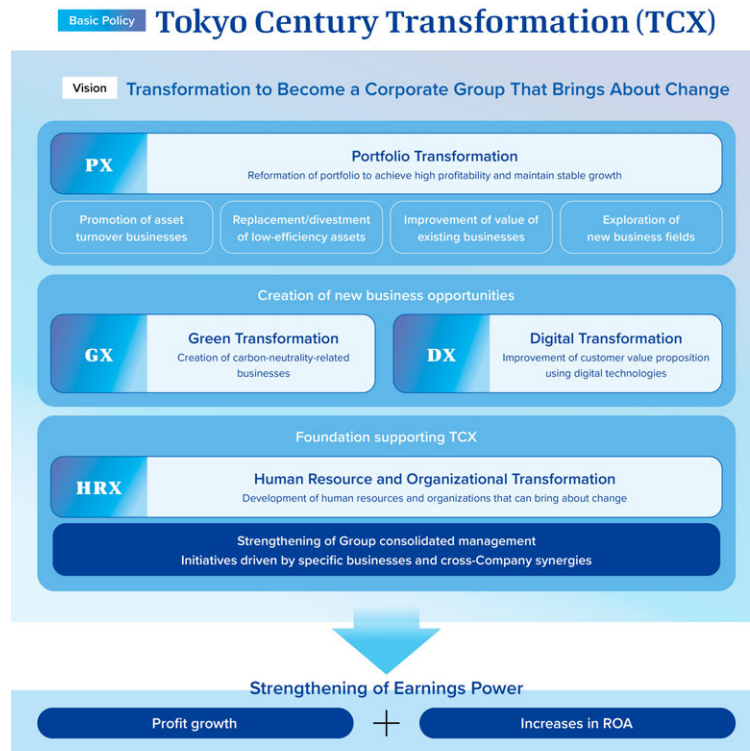 Basic Policy Tokyo Century Transformation (TCX)
Vision Transformation to Become a Corporate Group That Brings About Change
PX
Portfolio Transformation
Reformation of portfolio to achieve high profitability and maintain stable growth
Promotion of asset
turnover businesses
Replacement/divestment
of low-efficiency assets
Improvement of value of
existing businesses
Exploration of
new business fields
Creation of new business opportunities
GX
Green Transformation
Creation of carbon-neutrality-related
businesses
DX
Digital Transformation
Improvement of customer value proposition
using digital technologies
Foundation supporting TCX
HRX
Human Resource and Organizational Transformation
Development of human resources and organizations that can bring about change
Strengthening of Group consolidated management
Initiatives driven by specific businesses and cross-Company synergies
Strengthening of Earnings Power
Profit growth + Increases in ROA